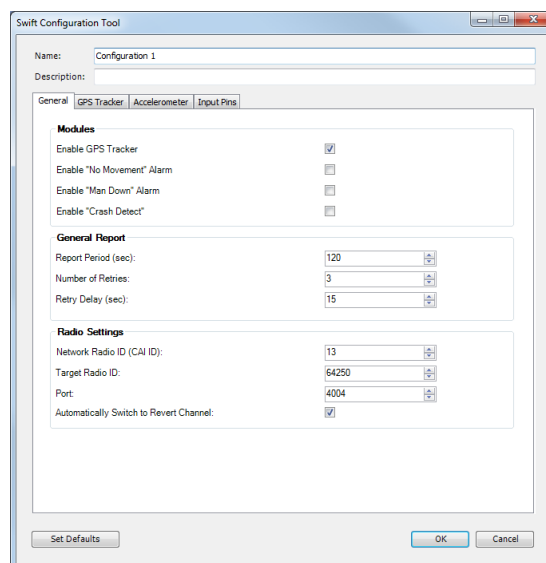 Swift Configuration Tool
Name: Configuration 1
Description:
General GPS Tracker Accelerometer Input Pins
Modules
Enable GPS Tracker
Enable "No Movement" Alarm
Enable "Man Down" Alarm
Enable "Crash Detect"
General Report
Report Period (sec): 120
Number of Retries: 3
Retry Delay (sec): 15
Radio Settings
Network Radio ID (CAI ID): 13
Target Radio ID: 64250
Port: 4004
Automatically Switch to Revert Channel:
Set Defaults OK Cancel